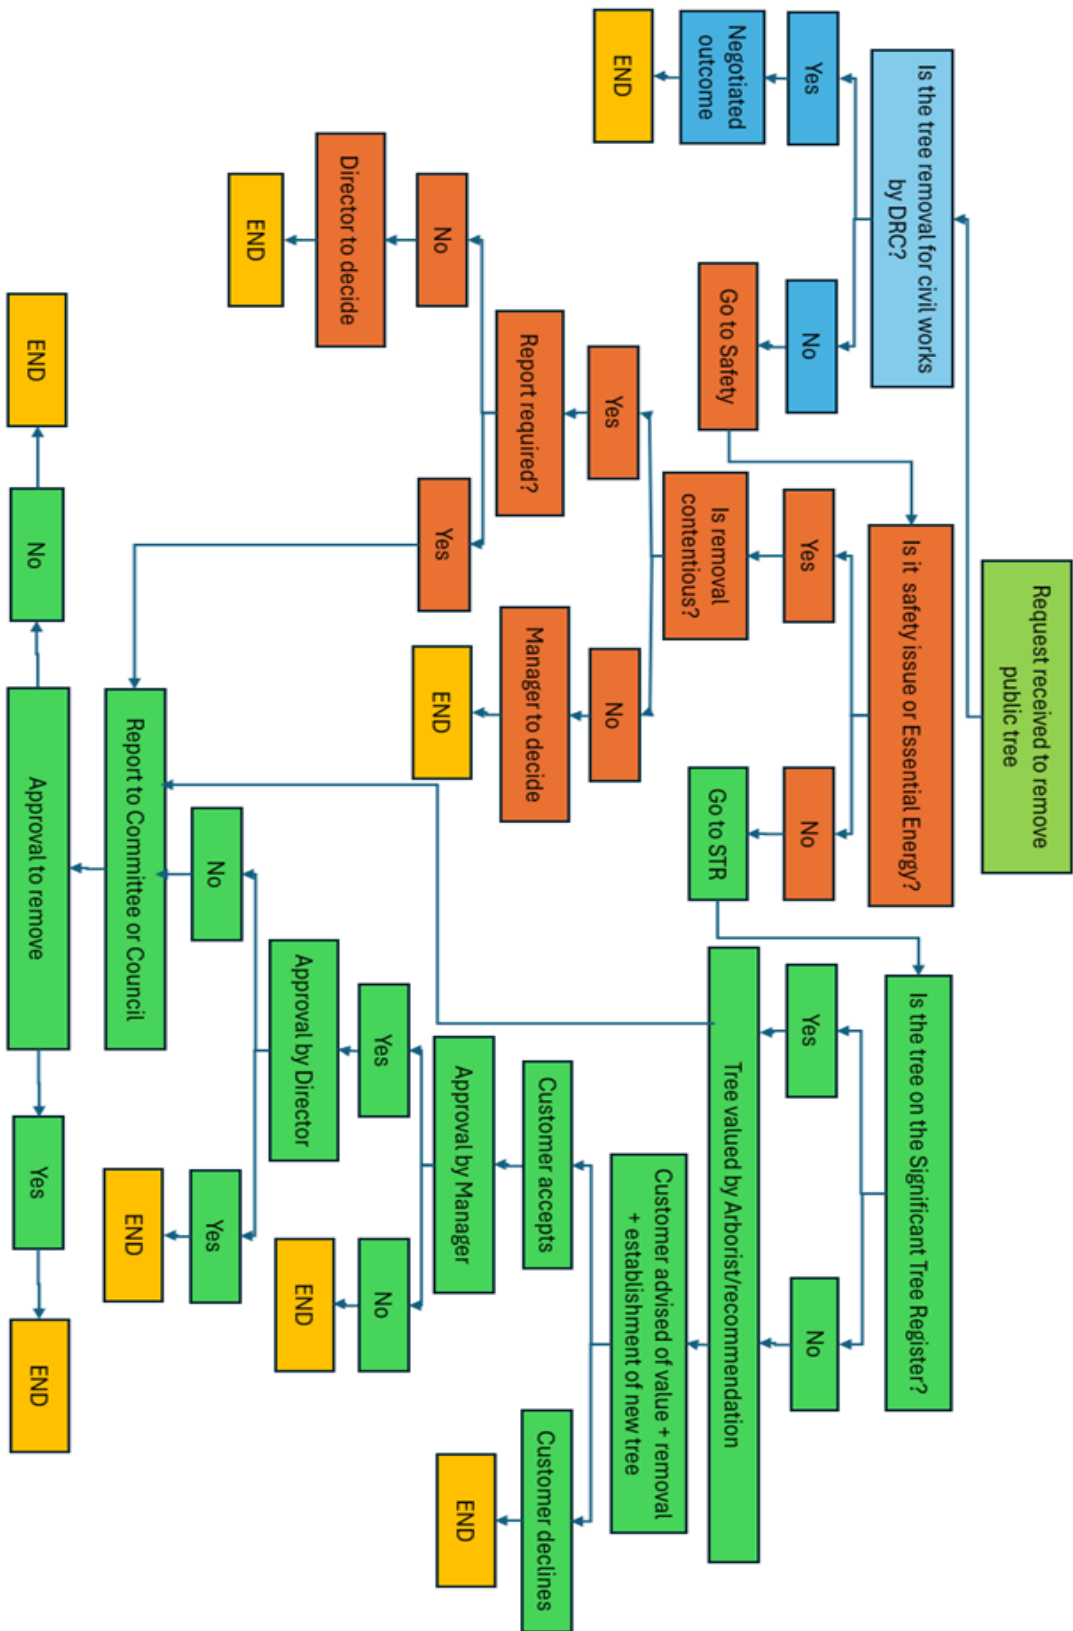 Request received to remove
public tree
Is the tree removal for civil works
by DRC?
Yes
No
Negotiated
outcome
END
Go to Safety
Is it safety issue or Essential Energy?
Yes
No
Is removal
contentious?
Go to STR
Yes
No
Report required?
Manager to decide
END
No
Yes
Director to decide
END
Is the tree on the Significant Tree Register?
Yes
No
Tree valued by Arborist/recommendation
Customer advised of value + removal
+ establishment of new tree
Customer accepts
Customer declines
END
Approval by Manager
Yes
No
END
Approval by Director
No
Yes
END
Report to Committee or Council
Approval to remove
No
Yes
END
END